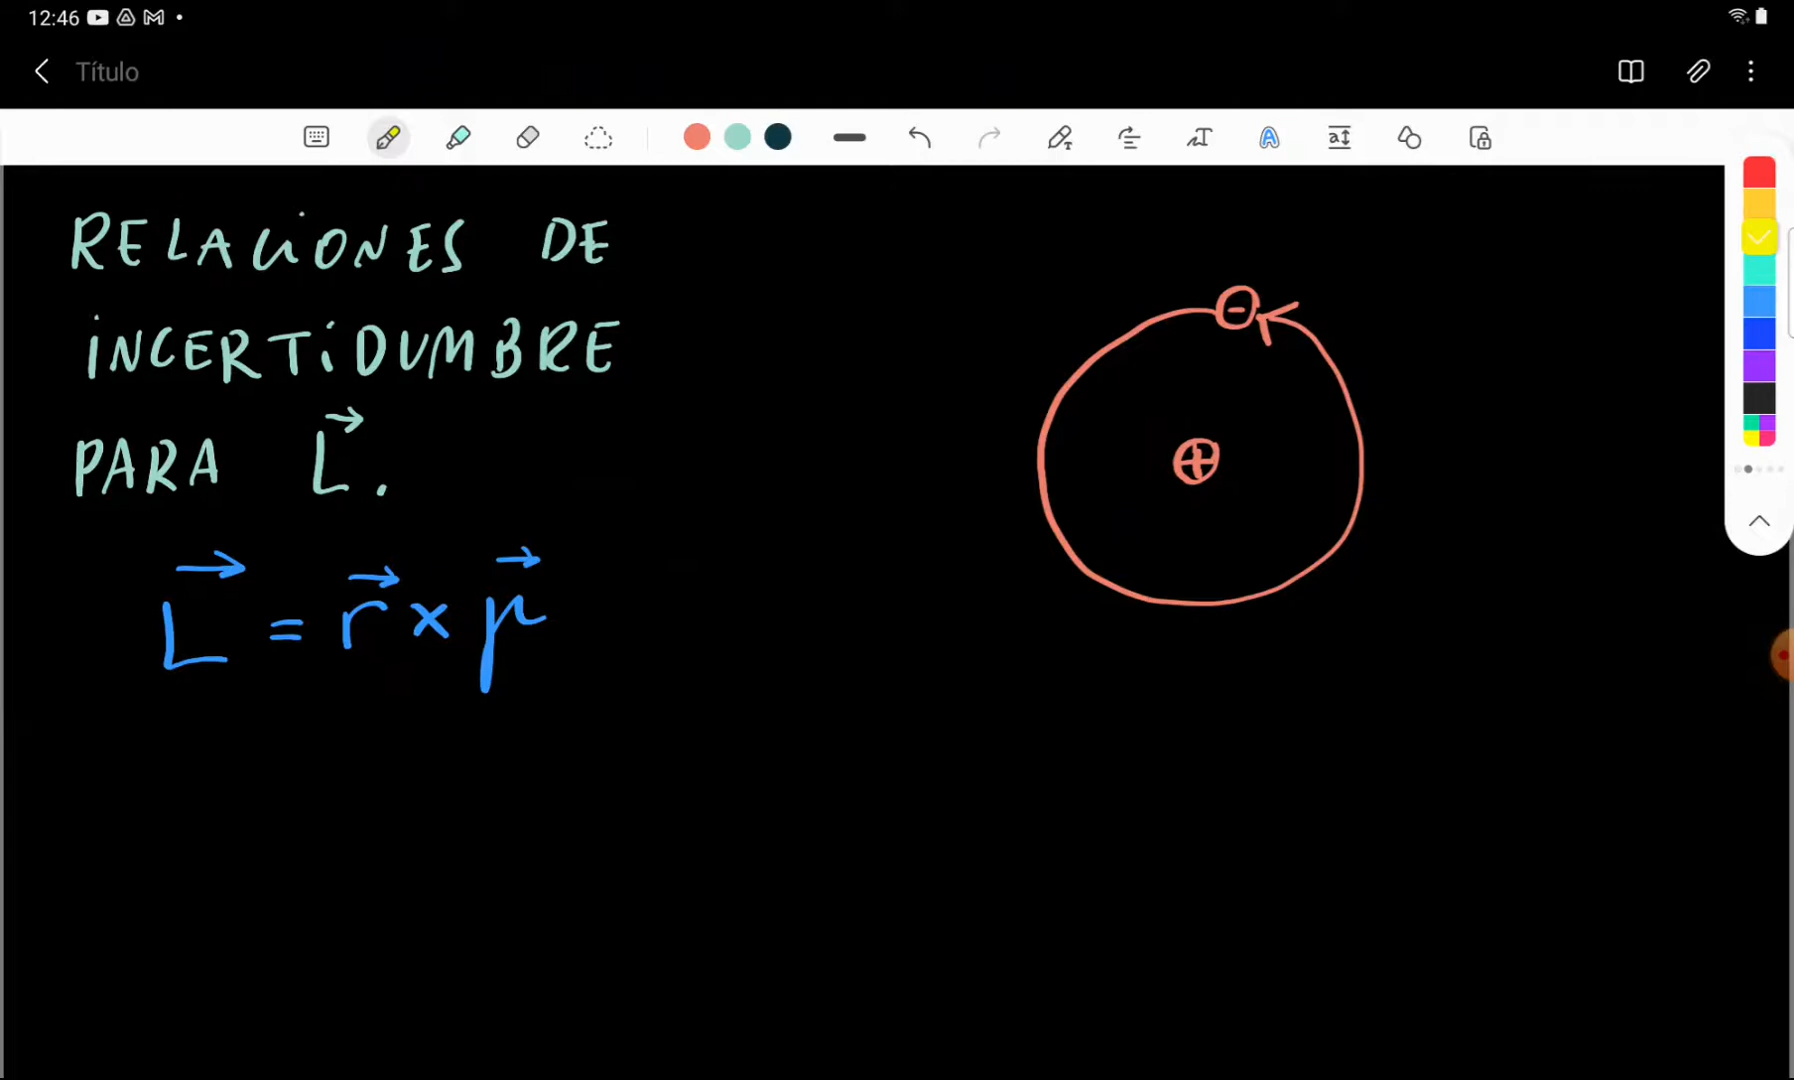 12:46
Título
RELACIONES DE
INCERTIDUMBRE
PARA L⃗.
L⃗ = r⃗ × p⃗
−
+